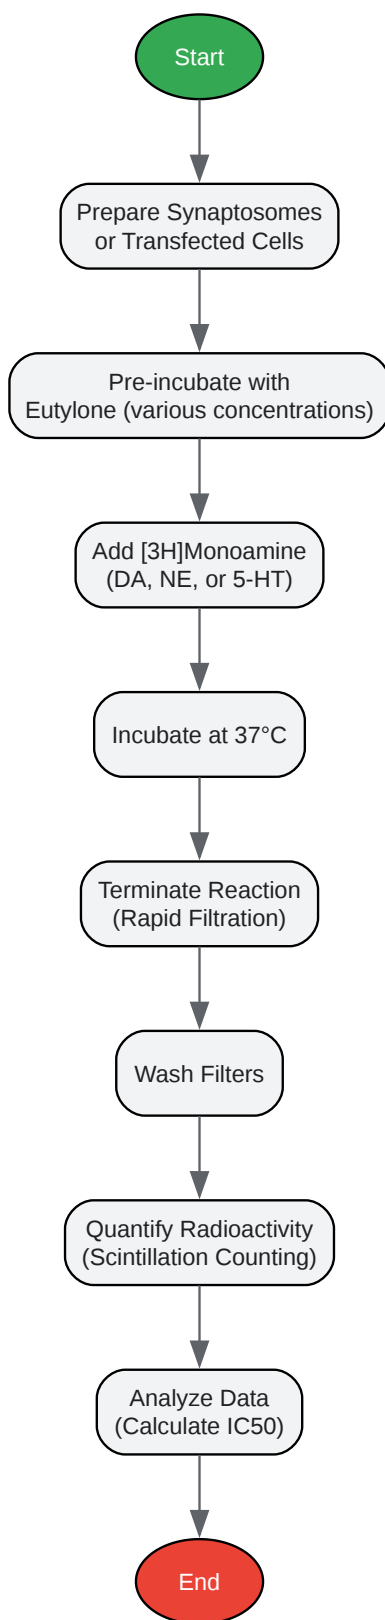 Start
Prepare Synaptosomes
or Transfected Cells
Pre-incubate with
Eutylone (various concentrations)
Add [3H]Monoamine
(DA, NE, or 5-HT)
Incubate at 37°C
Terminate Reaction
(Rapid Filtration)
Wash Filters
Quantify Radioactivity
(Scintillation Counting)
Analyze Data
(Calculate IC50)
End